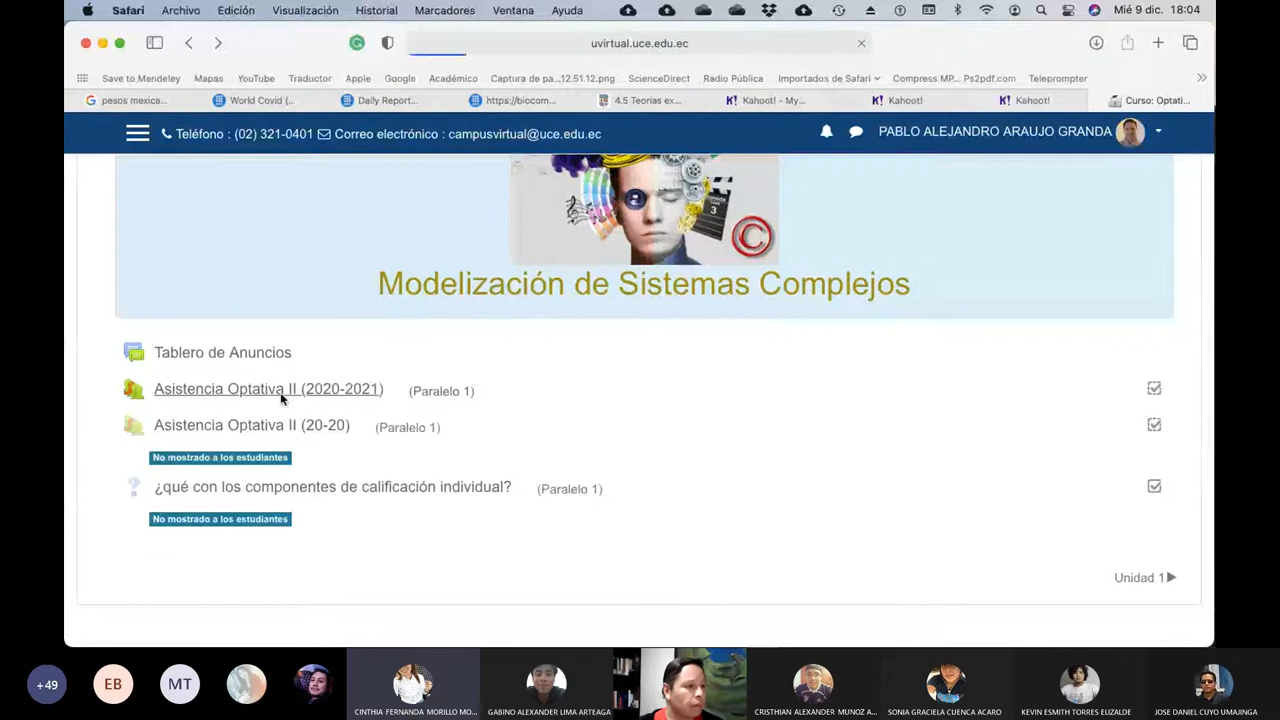 Safari Archivo Edición Visualización Historial Marcadores Ventana Ayuda Mié 9 dic. 18:04
uvirtual.uce.edu.ec
Save to Mendeley Mapas YouTube Traductor Apple Google Académico Captura de pa...12.51.12.png ScienceDirect Radio Pública Importados de Safari Compress MP... Ps2pdf.com Teleprompter
pesos mexica... World Covid (... Daily Report... https://biocom... 4.5 Teorías ex... Kahoot! - My... Kahoot! Kahoot! Curso: Optati...
Teléfono : (02) 321-0401 Correo electrónico : campusvirtual@uce.edu.ec PABLO ALEJANDRO ARAUJO GRANDA
3
©
Modelización de Sistemas Complejos
Tablero de Anuncios
Asistencia Optativa II (2020-2021) (Paralelo 1)
Asistencia Optativa II (20-20) (Paralelo 1)
No mostrado a los estudiantes
¿qué con los componentes de calificación individual? (Paralelo 1)
No mostrado a los estudiantes
Unidad 1
+49 EB MT
CINTHIA FERNANDA MORILLO MO... GABINO ALEXANDER LIMA ARTEAGA CRISTHIAN ALEXANDER MUNOZ A... SONIA GRACIELA CUENCA ACARO KEVIN ESMITH TORRES ELIZALDE JOSE DANIEL CUYO UMAJINGA